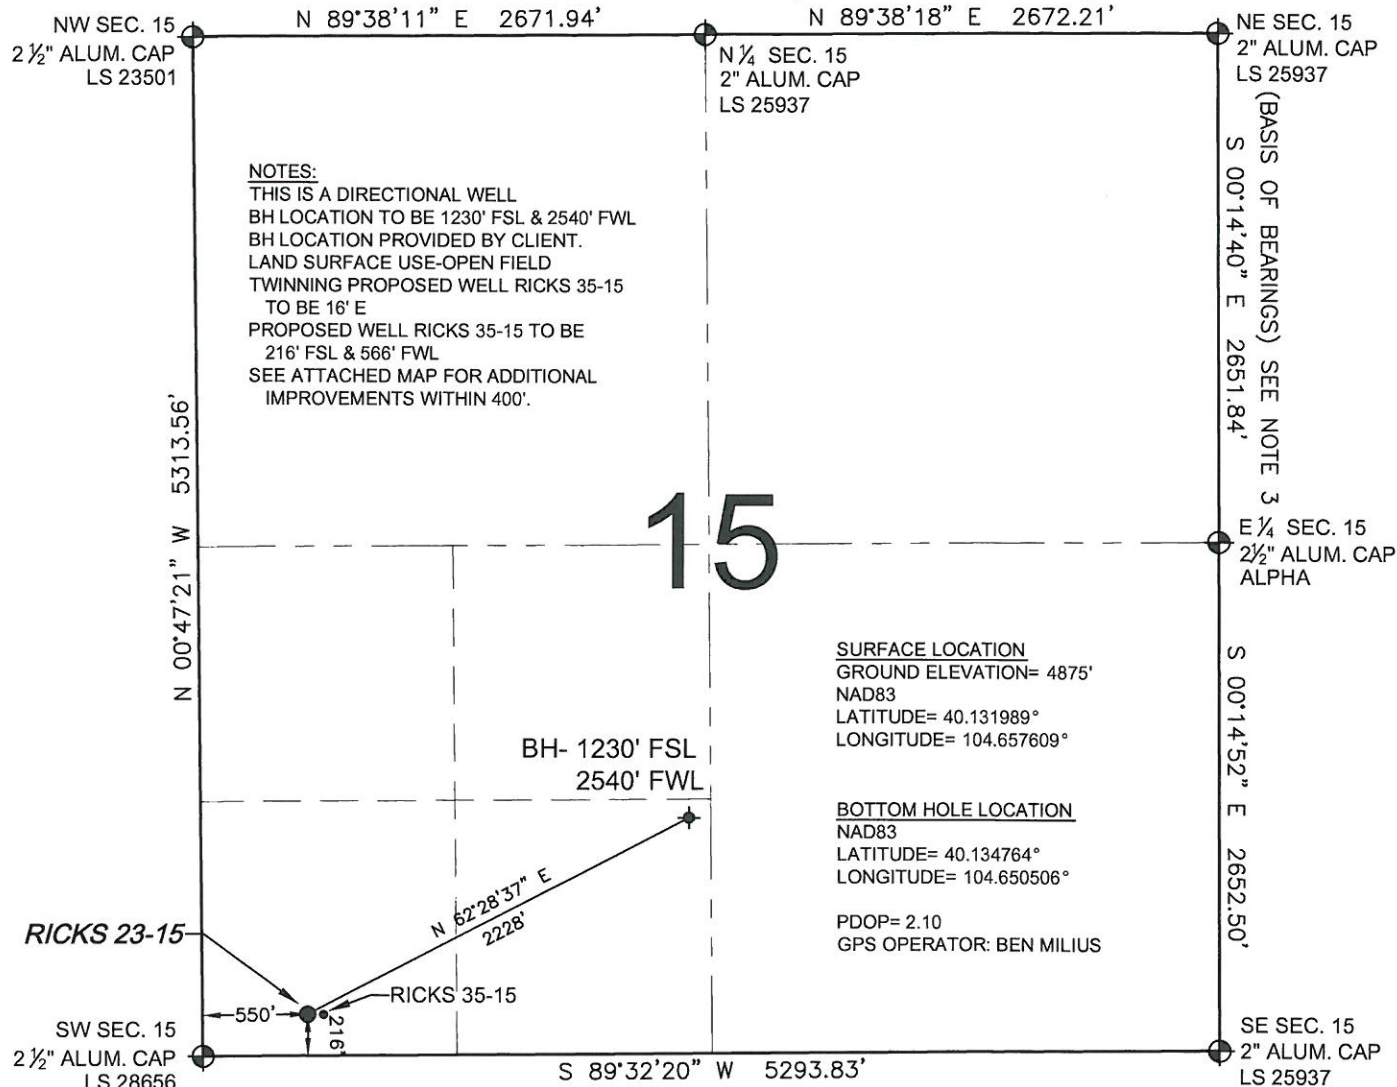 N 89°38'11" E 2671.94'
N 89°38'18" E 2672.21'
NW SEC. 15
2 ½" ALUM. CAP
LS 23501
N ¼ SEC. 15
2" ALUM. CAP
LS 25937
NE SEC. 15
2" ALUM. CAP
LS 25937
(BASIS OF BEARINGS) SEE NOTE 3
S 00°14'40" E 2651.84'
NOTES:
THIS IS A DIRECTIONAL WELL
BH LOCATION TO BE 1230' FSL & 2540' FWL
BH LOCATION PROVIDED BY CLIENT.
LAND SURFACE USE-OPEN FIELD
TWINNING PROPOSED WELL RICKS 35-15
TO BE 16' E
PROPOSED WELL RICKS 35-15 TO BE
216' FSL & 566' FWL
SEE ATTACHED MAP FOR ADDITIONAL
IMPROVEMENTS WITHIN 400'.
N 00°47'21" W 5313.56'
15
E ¼ SEC. 15
2½" ALUM. CAP
ALPHA
SURFACE LOCATION
GROUND ELEVATION= 4875'
NAD83
LATITUDE= 40.131989°
LONGITUDE= 104.657609°
S 00°14'52" E 2652.50'
BH- 1230' FSL
2540' FWL
BOTTOM HOLE LOCATION
NAD83
LATITUDE= 40.134764°
LONGITUDE= 104.650506°
PDOP= 2.10
GPS OPERATOR: BEN MILIUS
N 62°28'37" E
2228'
RICKS 23-15
RICKS 35-15
550'
216'
SW SEC. 15
2 ½" ALUM. CAP
LS 28656
S 89°32'20" W 5293.83'
SE SEC. 15
2" ALUM. CAP
LS 25937